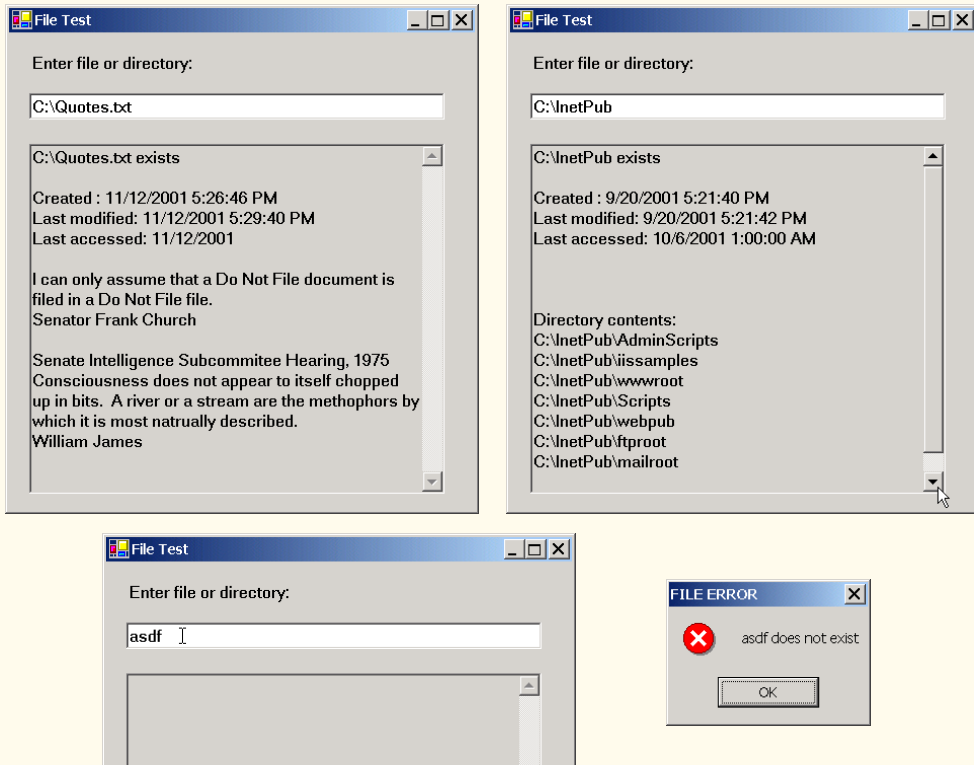 File Test
Enter file or directory:
C:\Quotes.txt
C:\Quotes.txt exists
Created : 11/12/2001 5:26:46 PM
Last modified: 11/12/2001 5:29:40 PM
Last accessed: 11/12/2001
I can only assume that a Do Not File document is
filed in a Do Not File file.
Senator Frank Church
Senate Intelligence Subcommitee Hearing, 1975
Consciousness does not appear to itself chopped
up in bits.  A river or a stream are the methophors by
which it is most natrually described.
William James
File Test
Enter file or directory:
C:\InetPub
C:\InetPub exists
Created : 9/20/2001 5:21:40 PM
Last modified: 9/20/2001 5:21:42 PM
Last accessed: 10/6/2001 1:00:00 AM
Directory contents:
C:\InetPub\AdminScripts
C:\InetPub\iissamples
C:\InetPub\wwwroot
C:\InetPub\Scripts
C:\InetPub\webpub
C:\InetPub\ftproot
C:\InetPub\mailroot
File Test
Enter file or directory:
asdf
FILE ERROR
asdf does not exist
OK